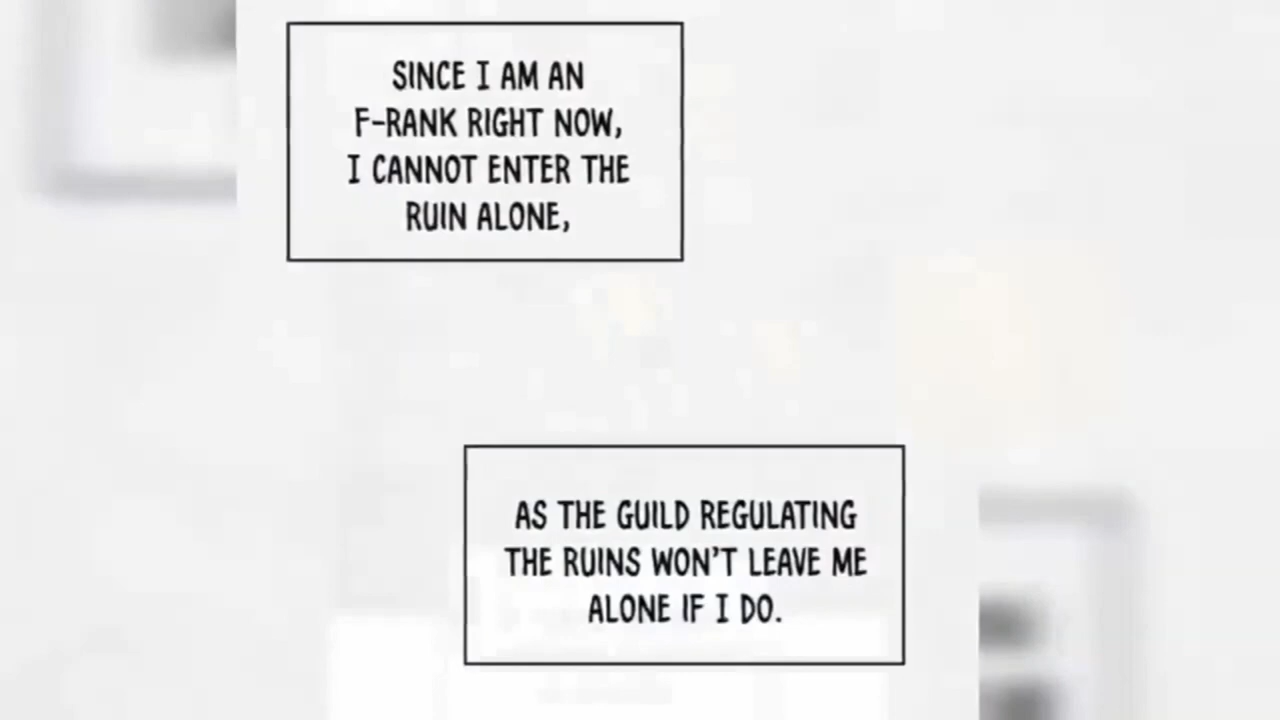 SINCE I AM AN
F-RANK RIGHT NOW,
I CANNOT ENTER THE
RUIN ALONE,
AS THE GUILD REGULATING
THE RUINS WON'T LEAVE ME
ALONE IF I DO.